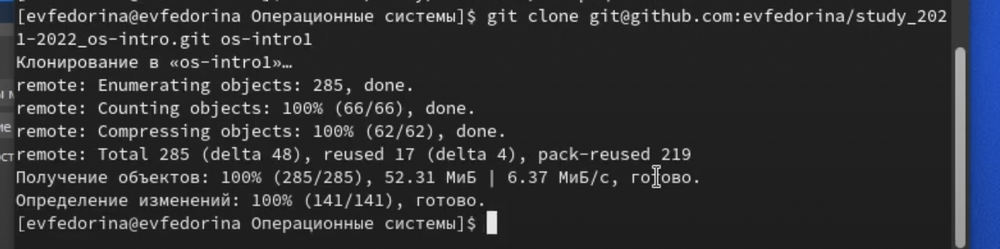 [evfedorina@evfedorina Операционные системы]$ git clone git@github.com:evfedorina/study_202
1-2022_os-intro.git os-intro1
Клонирование в «os-intro1»…
remote: Enumerating objects: 285, done.
remote: Counting objects: 100% (66/66), done.
remote: Compressing objects: 100% (62/62), done.
remote: Total 285 (delta 48), reused 17 (delta 4), pack-reused 219
Получение объектов: 100% (285/285), 52.31 МиБ | 6.37 МиБ/с, готово.
Определение изменений: 100% (141/141), готово.
[evfedorina@evfedorina Операционные системы]$